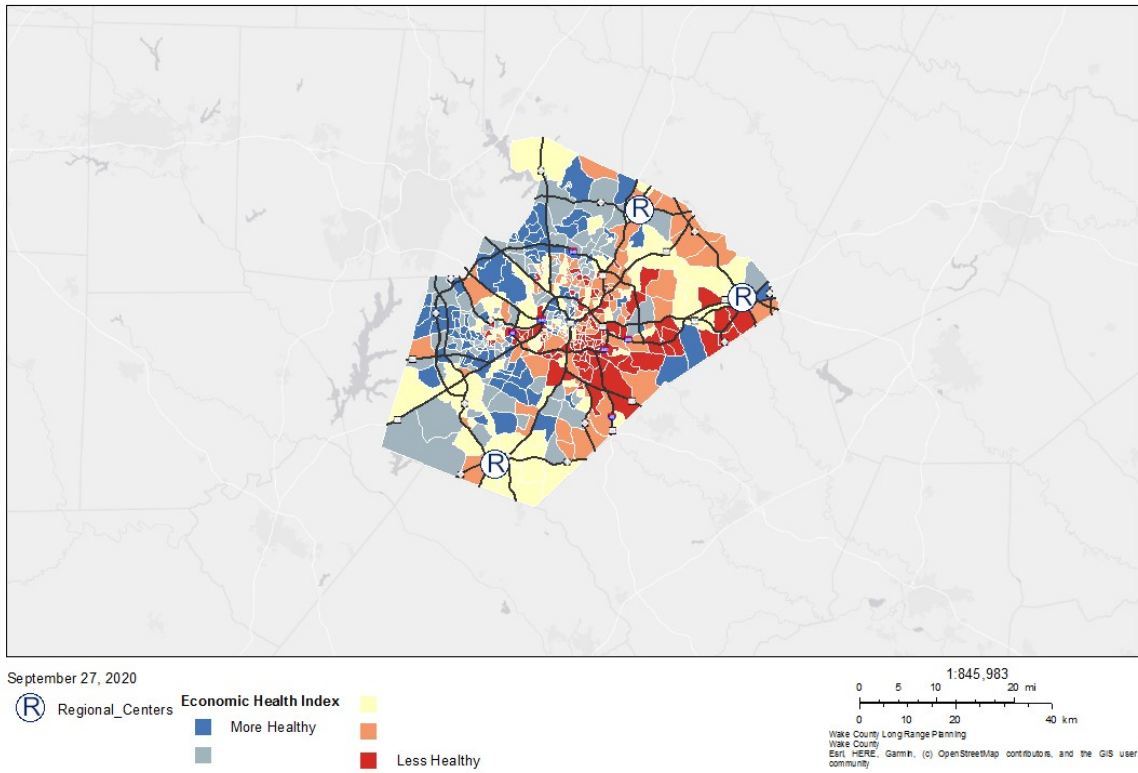 R
R
R
September 27, 2020
R Regional_Centers
Economic Health Index
More Healthy
Less Healthy
1:845,983
0 5 10 20 mi
0 10 20 40 km
Wake County Long Range Planning
Wake County
Esri, HERE, Garmin, (c) OpenStreetMap contributors, and the GIS user
community